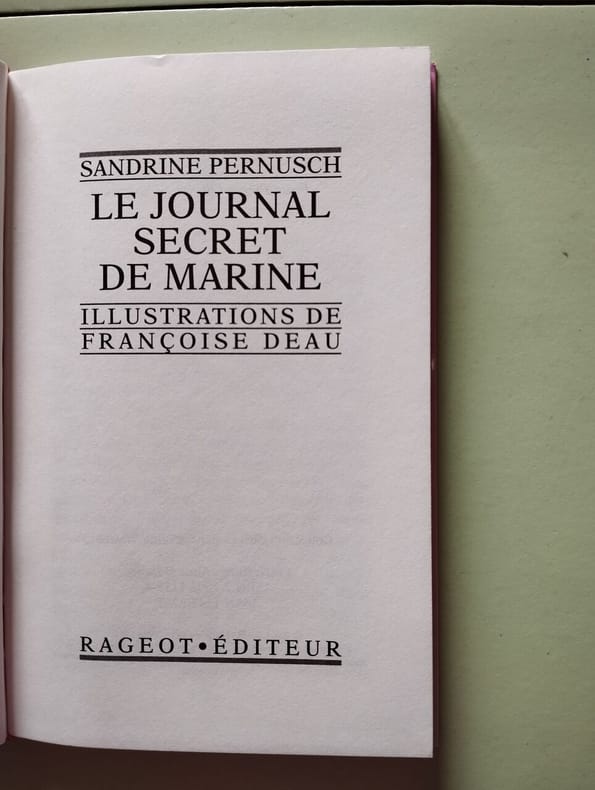 SANDRINE PERNUSCH
LE JOURNAL
SECRET
DE MARINE
ILLUSTRATIONS DE
FRANÇOISE DEAU
RAGEOT•ÉDITEUR